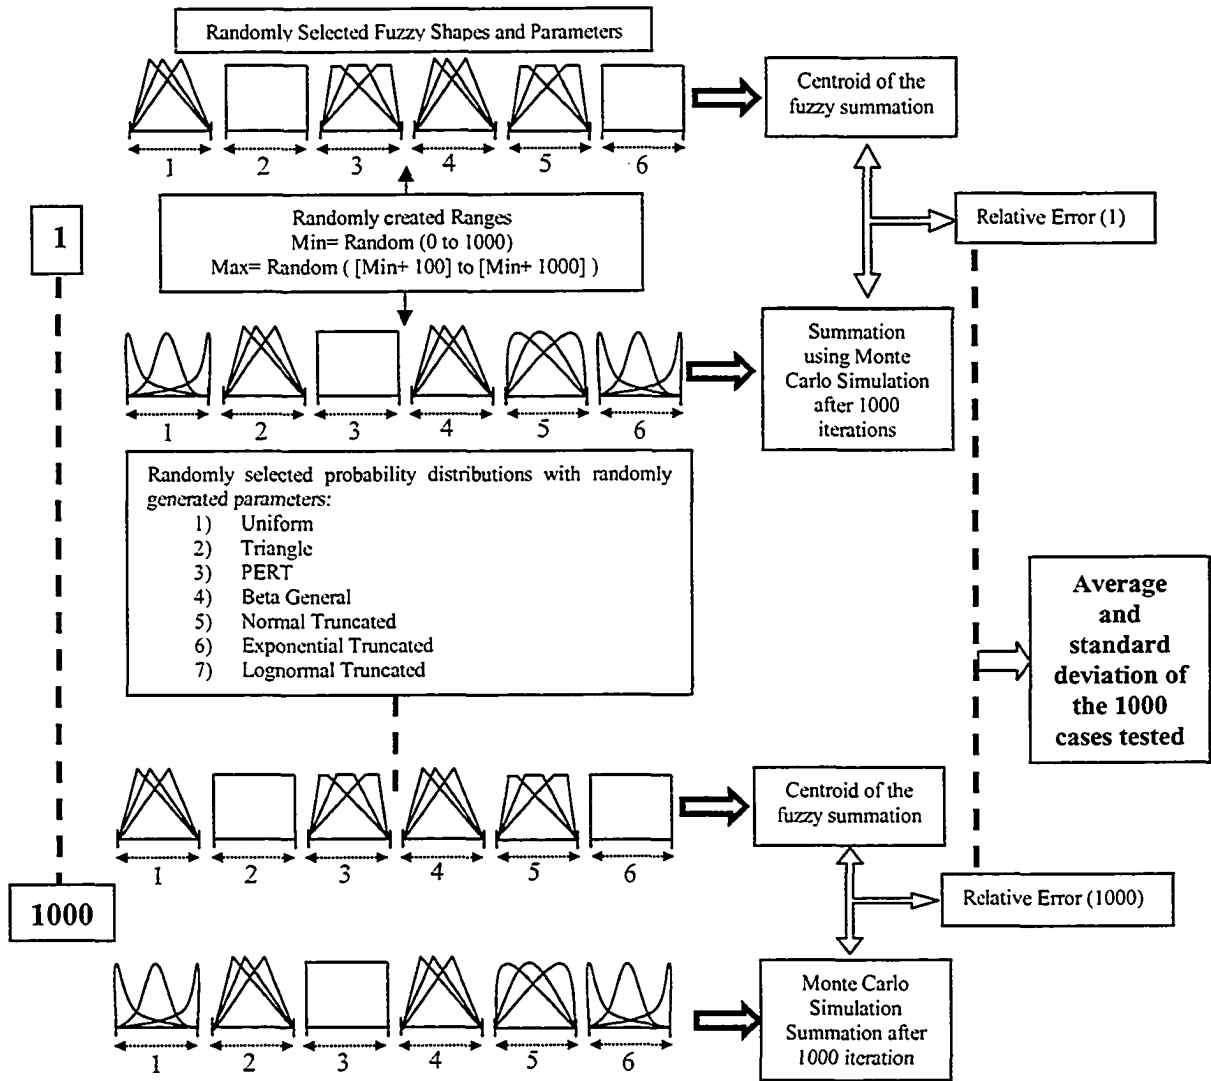 Randomly Selected Fuzzy Shapes and Parameters
1 2 3 4 5 6
Centroid of the
fuzzy summation
1
Randomly created Ranges
Min= Random (0 to 1000)
Max= Random ( [Min+ 100] to [Min+ 1000] )
Relative Error (1)
1 2 3 4 5 6
Summation
using Monte
Carlo Simulation
after 1000
iterations
Randomly selected probability distributions with randomly
generated parameters:
1) Uniform
2) Triangle
3) PERT
4) Beta General
5) Normal Truncated
6) Exponential Truncated
7) Lognormal Truncated
Average
and
standard
deviation of
the 1000
cases tested
1 2 3 4 5 6
Centroid of the
fuzzy summation
1000
Relative Error (1000)
1 2 3 4 5 6
Monte Carlo
Simulation
Summation after
1000 iteration